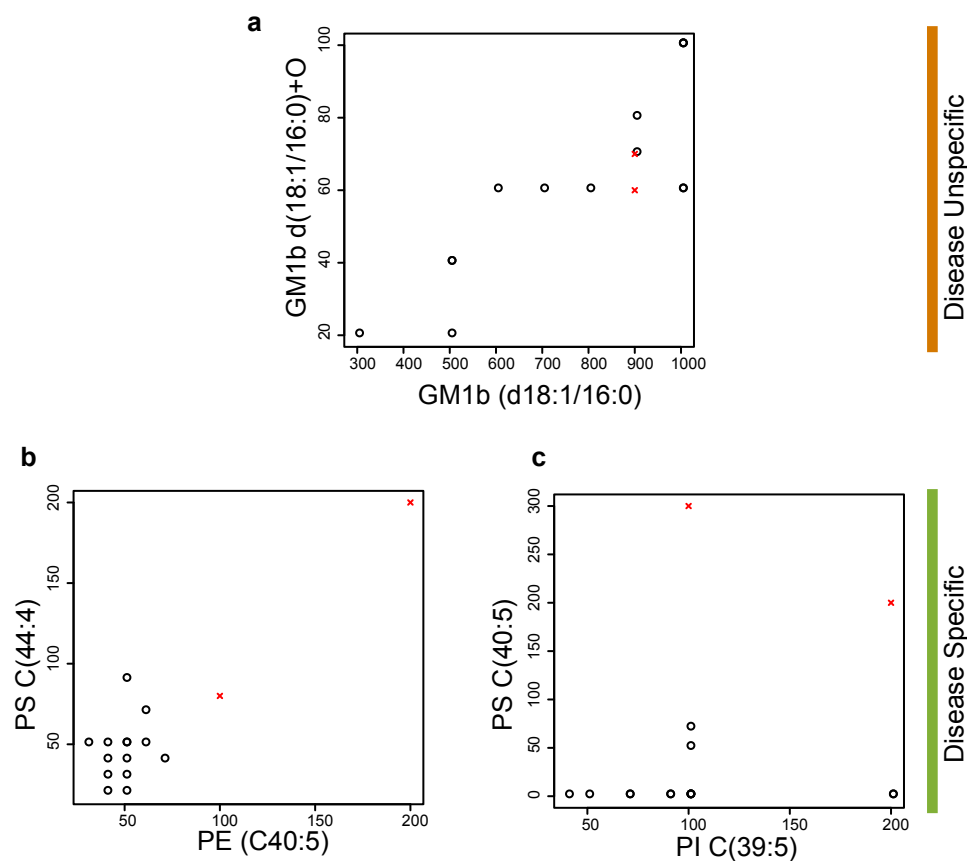 a
GM1b d(18:1/16:0)+O
100
80
60
40
20
300 400 500 600 700 800 900 1000
GM1b (d18:1/16:0)
Disease Unspecific
b
PS C(44:4)
200
150
100
50
50 100 150 200
PE (C40:5)
c
PS C(40:5)
300
250
200
150
100
50
0
50 100 150 200
PI C(39:5)
Disease Specific